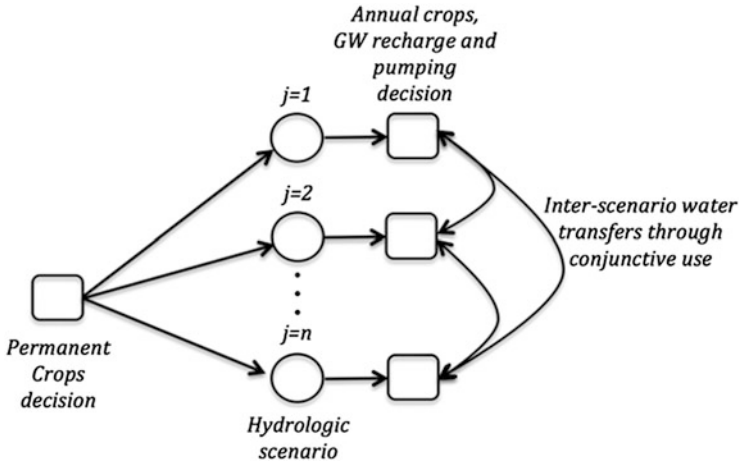 Annual crops,
GW recharge and
pumping
decision
j=1
j=2
Inter-scenario water
transfers through
conjunctive use
j=n
Permanent
Crops
decision
Hydrologic
scenario